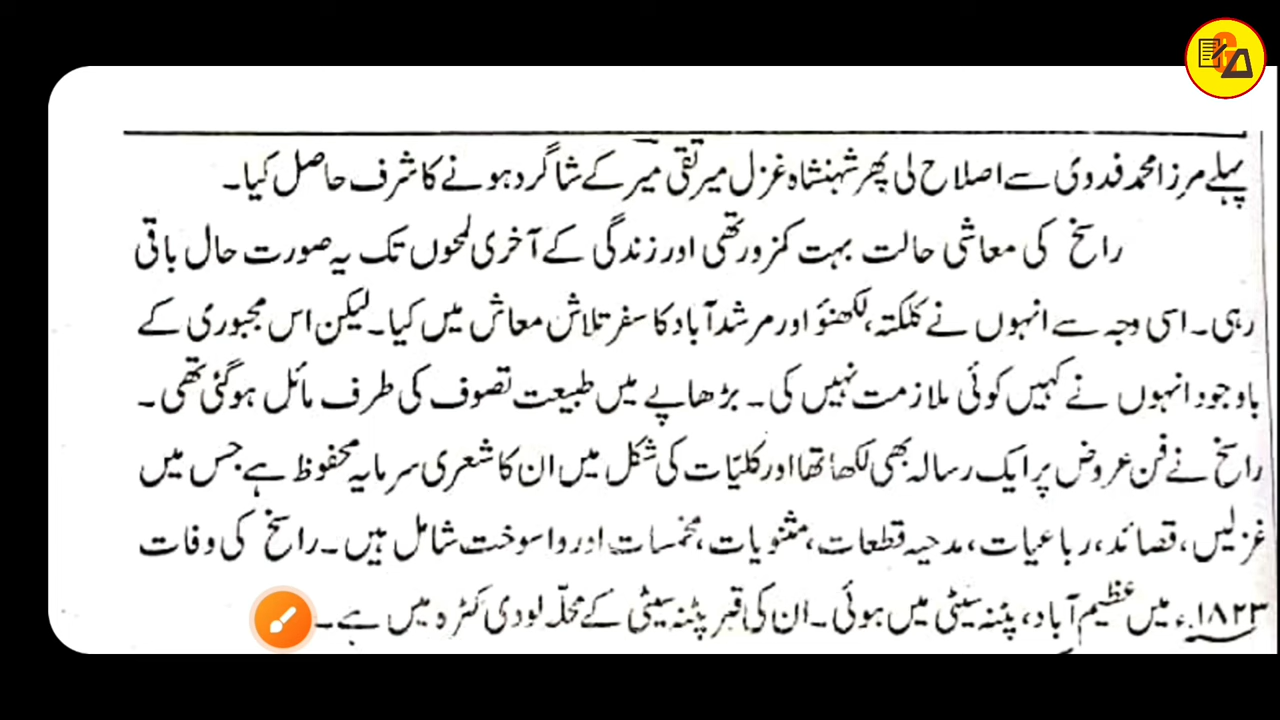 پہلے مرزا محمد فدوی سے اصلاح لی پھر شہنشاہ غزل میر تقی میر کے شاگرد ہونے کا شرف حاصل کیا۔
راسخ کی معاشی حالت بہت کمزور تھی اور زندگی کے آخری لمحوں تک یہ صورت حال باقی
رہی۔ اسی وجہ سے انہوں نے کلکتہ، لکھنؤ اور مرشد آباد کا سفر تلاش معاش میں کیا۔ لیکن اس مجبوری کے
باوجود انہوں نے کہیں کوئی ملازمت نہیں کی۔ بڑھاپے میں طبیعت تصوف کی طرف مائل ہو گئی تھی۔
راسخ نے فن عروض پر ایک رسالہ بھی لکھا تھا اور کلیّات کی شکل میں ان کا شعری سرمایہ محفوظ ہے جس میں
غزلیں، قصائد، رباعیات، مدحیہ قطعات، مثنویات، مخمسات اور واسوخت شامل ہیں۔ راسخ کی وفات
۱۸۲۳ء میں عظیم آباد، پٹنہ سیٹی میں ہوئی۔ ان کی قبر پٹنہ سیٹی کے محلّہ لودی کٹرہ میں ہے۔